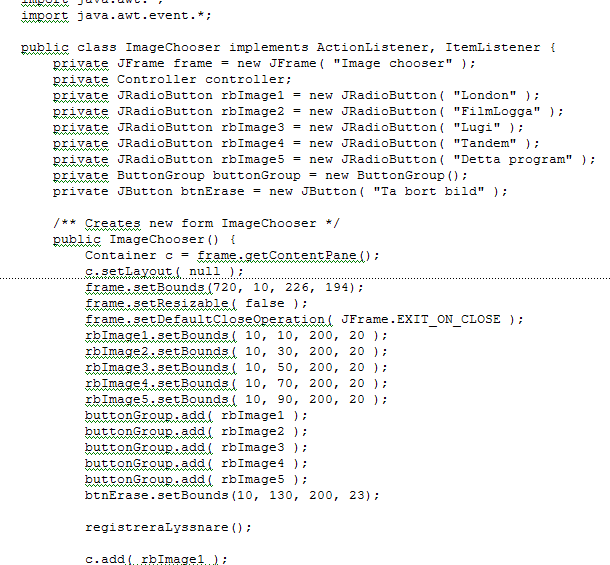 import java.awt.*;
import java.awt.event.*;
public class ImageChooser implements ActionListener, ItemListener {
private JFrame frame = new JFrame( "Image chooser" );
private Controller controller;
private JRadioButton rbImage1 = new JRadioButton( "London" );
private JRadioButton rbImage2 = new JRadioButton( "FilmLogga" );
private JRadioButton rbImage3 = new JRadioButton( "Lugi" );
private JRadioButton rbImage4 = new JRadioButton( "Tandem" );
private JRadioButton rbImage5 = new JRadioButton( "Detta program" );
private ButtonGroup buttonGroup = new ButtonGroup();
private JButton btnErase = new JButton( "Ta bort bild" );
/** Creates new form ImageChooser */
public ImageChooser() {
Container c = frame.getContentPane();
c.setLayout( null );
frame.setBounds(720, 10, 226, 194);
frame.setResizable( false );
frame.setDefaultCloseOperation( JFrame.EXIT_ON_CLOSE );
rbImage1.setBounds( 10, 10, 200, 20 );
rbImage2.setBounds( 10, 30, 200, 20 );
rbImage3.setBounds( 10, 50, 200, 20 );
rbImage4.setBounds( 10, 70, 200, 20 );
rbImage5.setBounds( 10, 90, 200, 20 );
buttonGroup.add( rbImage1 );
buttonGroup.add( rbImage2 );
buttonGroup.add( rbImage3 );
buttonGroup.add( rbImage4 );
buttonGroup.add( rbImage5 );
btnErase.setBounds(10, 130, 200, 23);
registreraLyssnare();
c.add( rbImage1 );